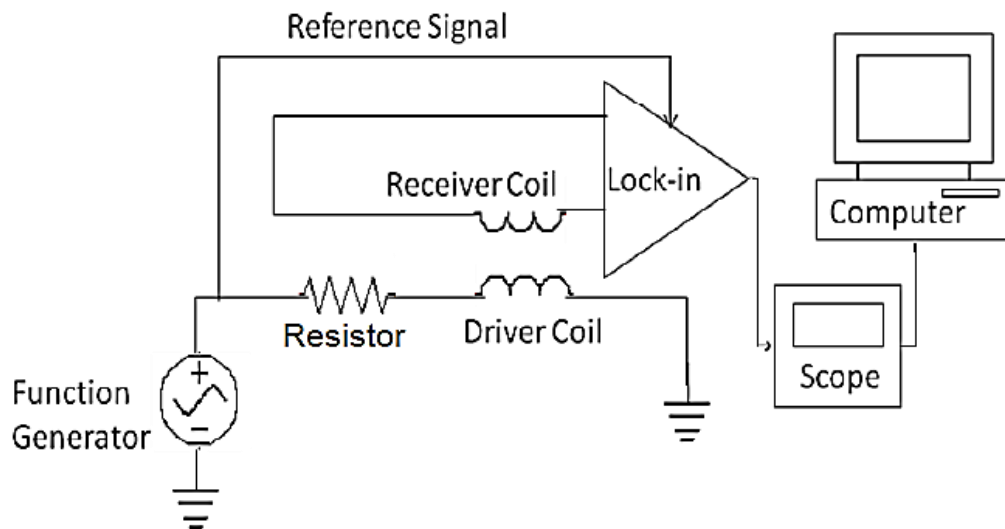 Reference Signal
Receiver Coil
Lock-in
Computer
Resistor
Driver Coil
Scope
+
Function
Generator
−